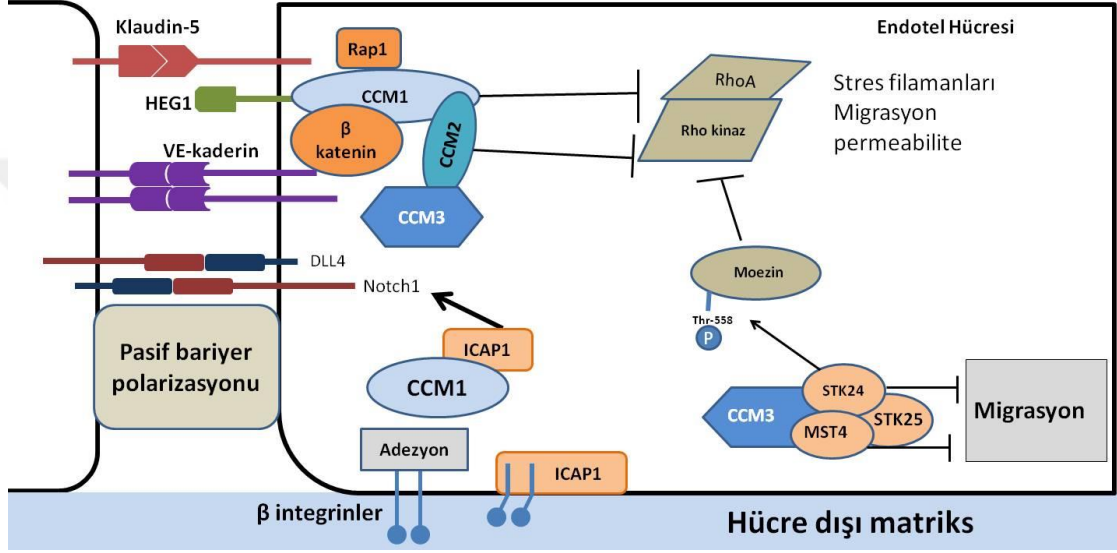 Klaudin-5
Endotel Hücresi
Rap1
RhoA
Stres filamanları
HEG1
CCM1
Migrasyon
β
katenin
CCM2
Rho kinaz
permeabilite
VE-kaderin
CCM3
DLL4
Notch1
Moezin
Thr-558
P
Pasif bariyer
polarizasyonu
ICAP1
CCM1
STK24
CCM3
STK25
MST4
Migrasyon
Adezyon
ICAP1
β integrinler
Hücre dışı matriks